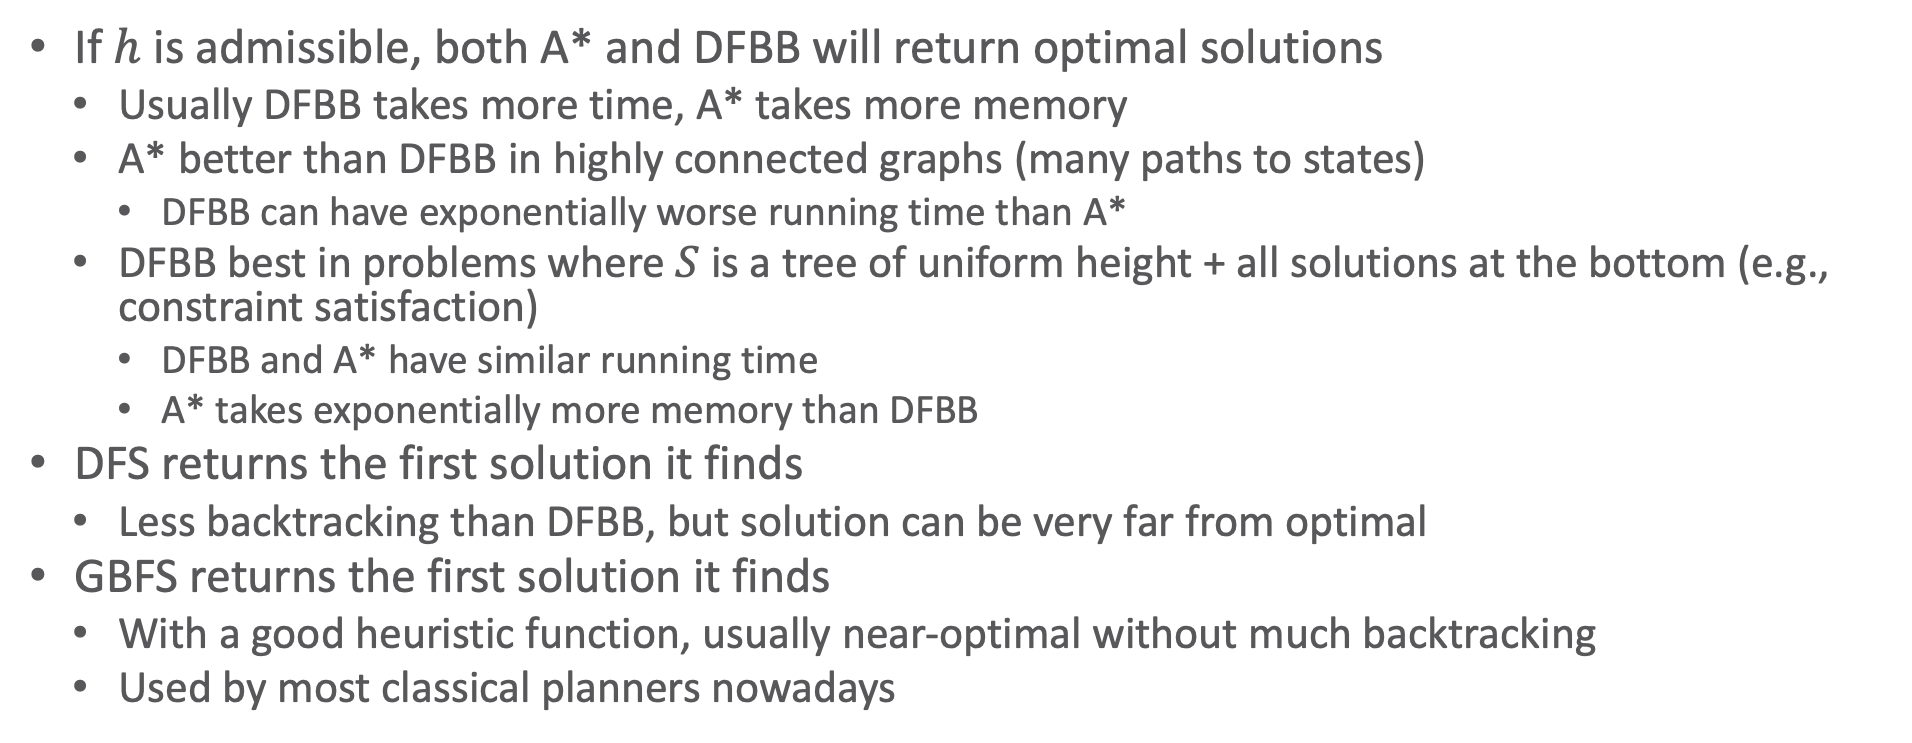 • If ℎ is admissible, both A* and DFBB will return optimal solutions
• Usually DFBB takes more time, A* takes more memory
• A* better than DFBB in highly connected graphs (many paths to states)
• DFBB can have exponentially worse running time than A*
• DFBB best in problems where 𝑆 is a tree of uniform height + all solutions at the bottom (e.g.,
constraint satisfaction)
• DFBB and A* have similar running time
• A* takes exponentially more memory than DFBB
• DFS returns the first solution it finds
• Less backtracking than DFBB, but solution can be very far from optimal
• GBFS returns the first solution it finds
• With a good heuristic function, usually near-optimal without much backtracking
• Used by most classical planners nowadays